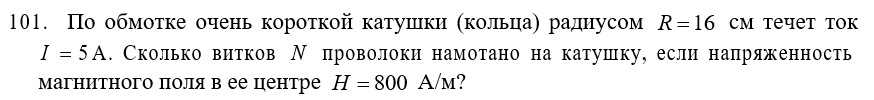 101. По обмотке очень короткой катушки (кольца) радиусом R=16 см течет ток
I = 5 А. Сколько витков N проволоки намотано на катушку, если напряженность
магнитного поля в ее центре H = 800 А/м?